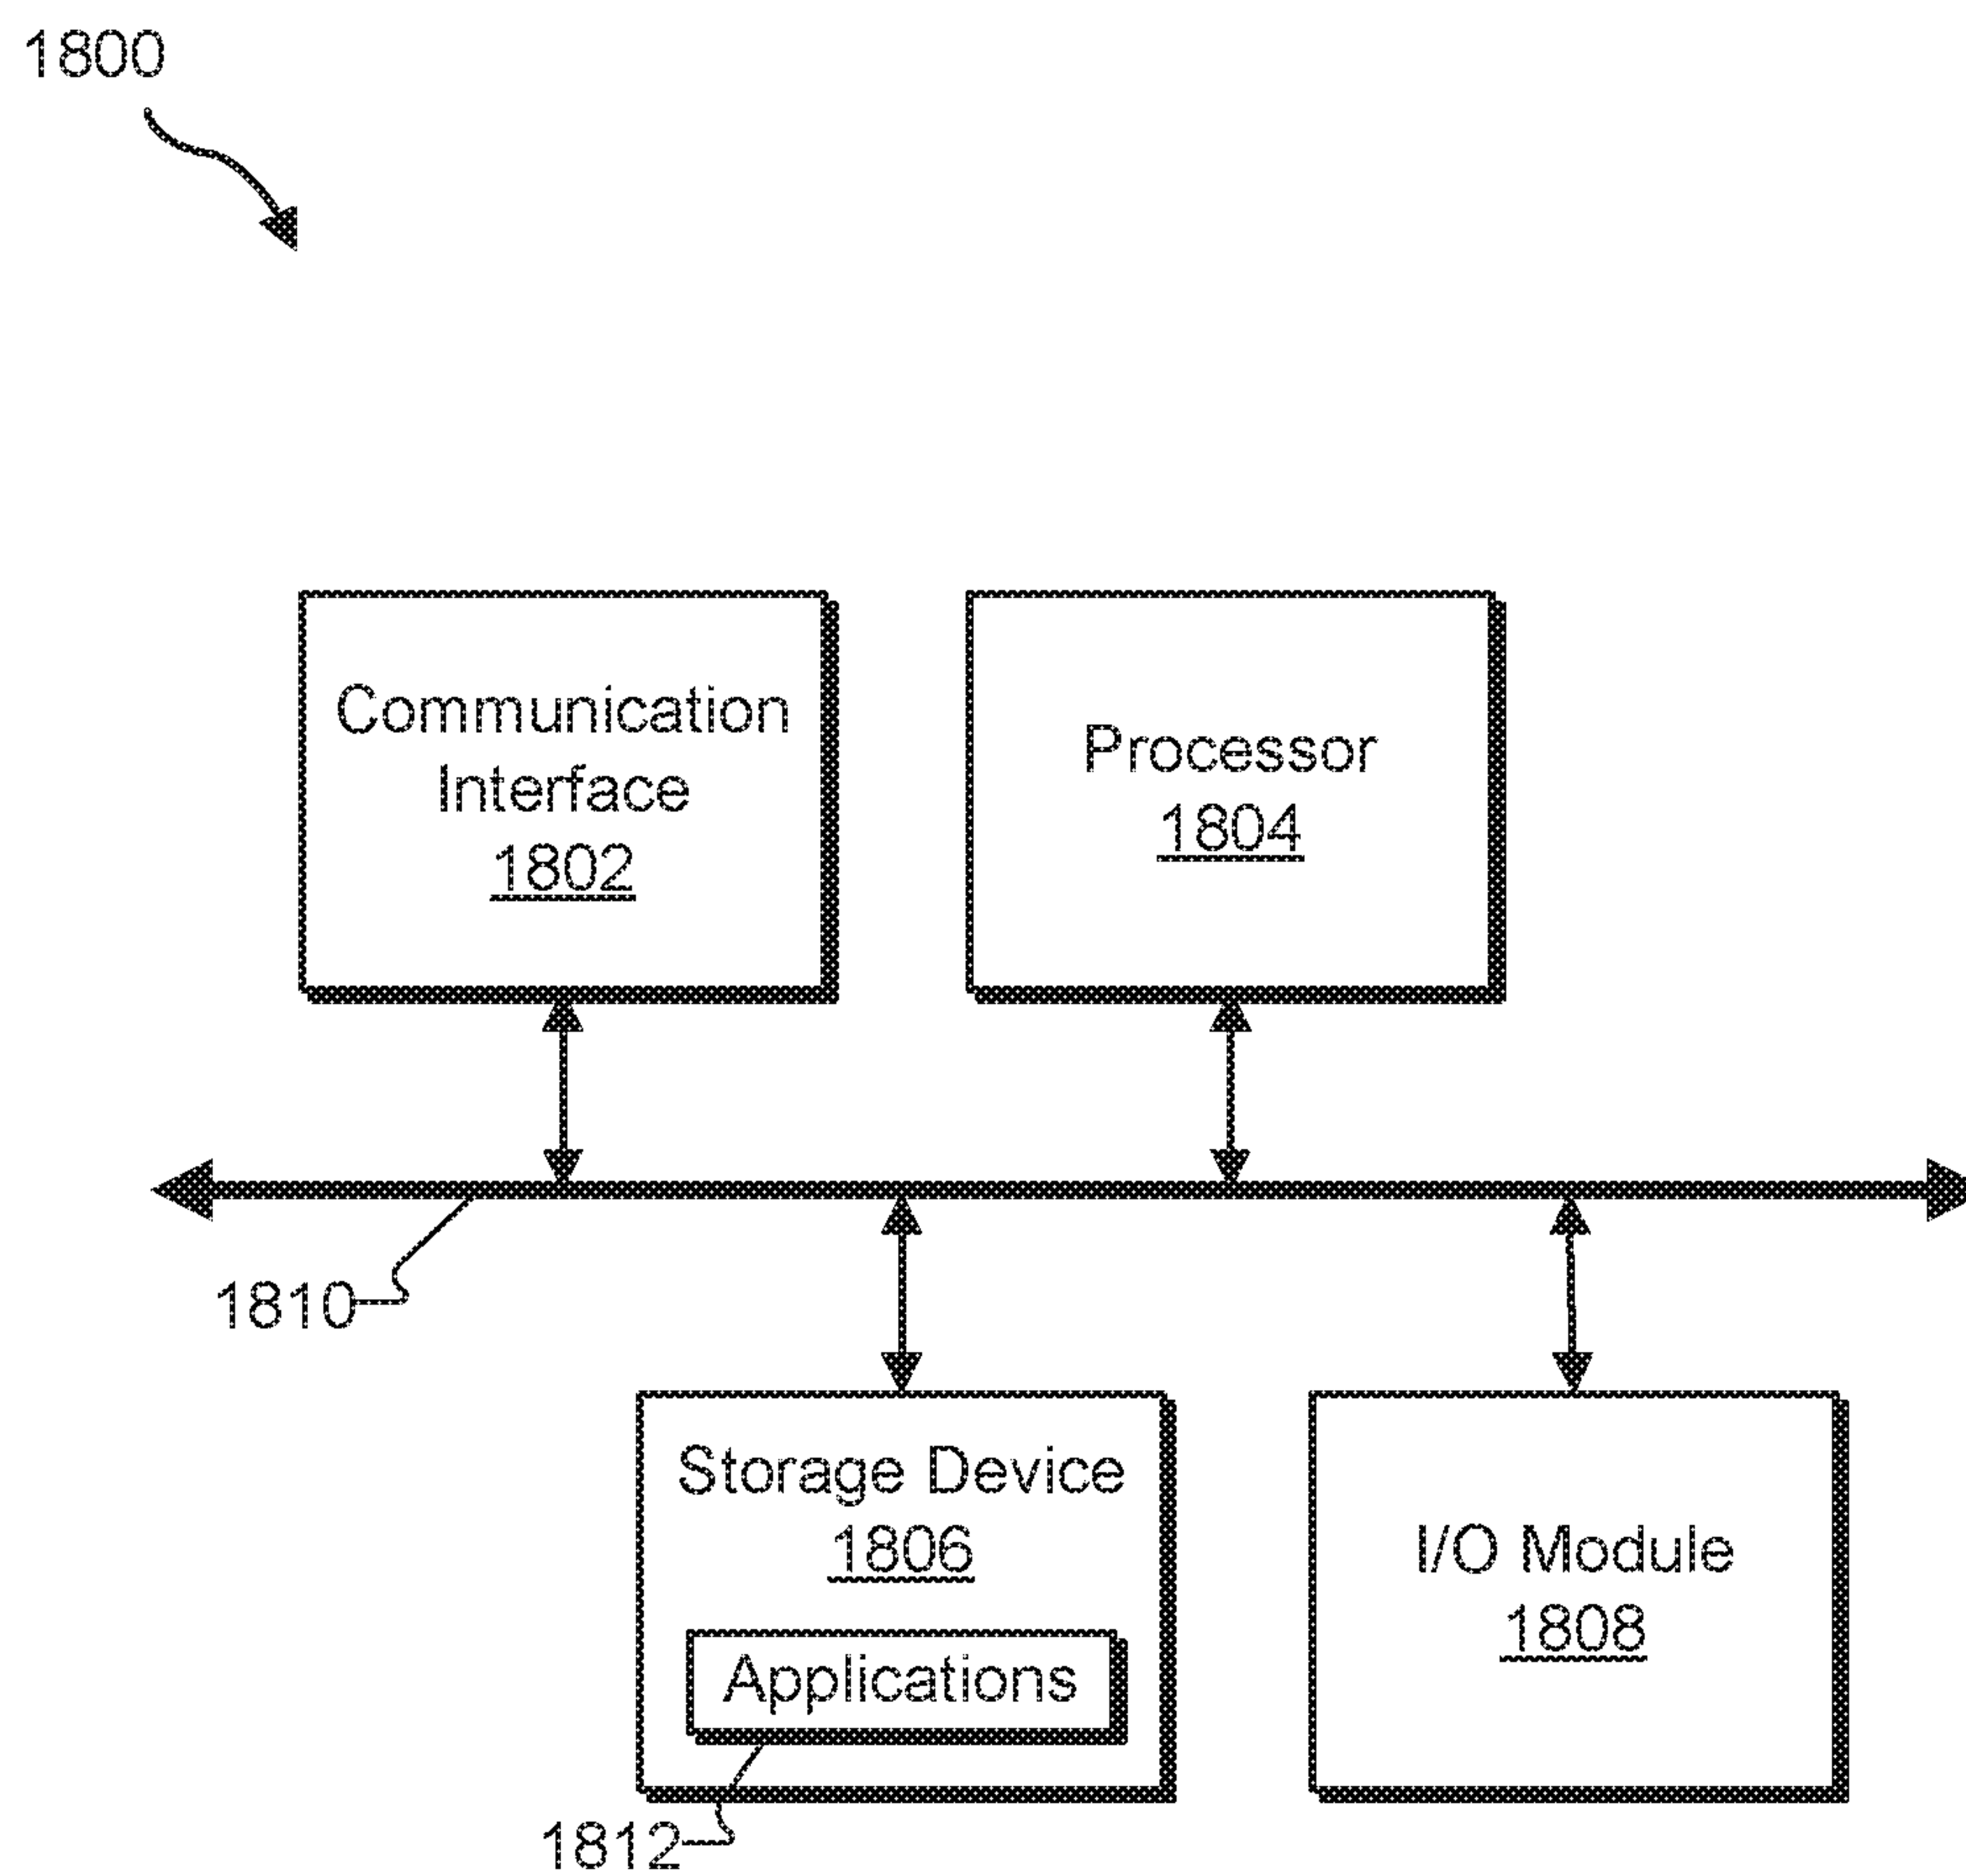 1800
Communication
Interface
1802
Processor
1804
1810
Storage Device
1806
Applications
1812
I/O Module
1808